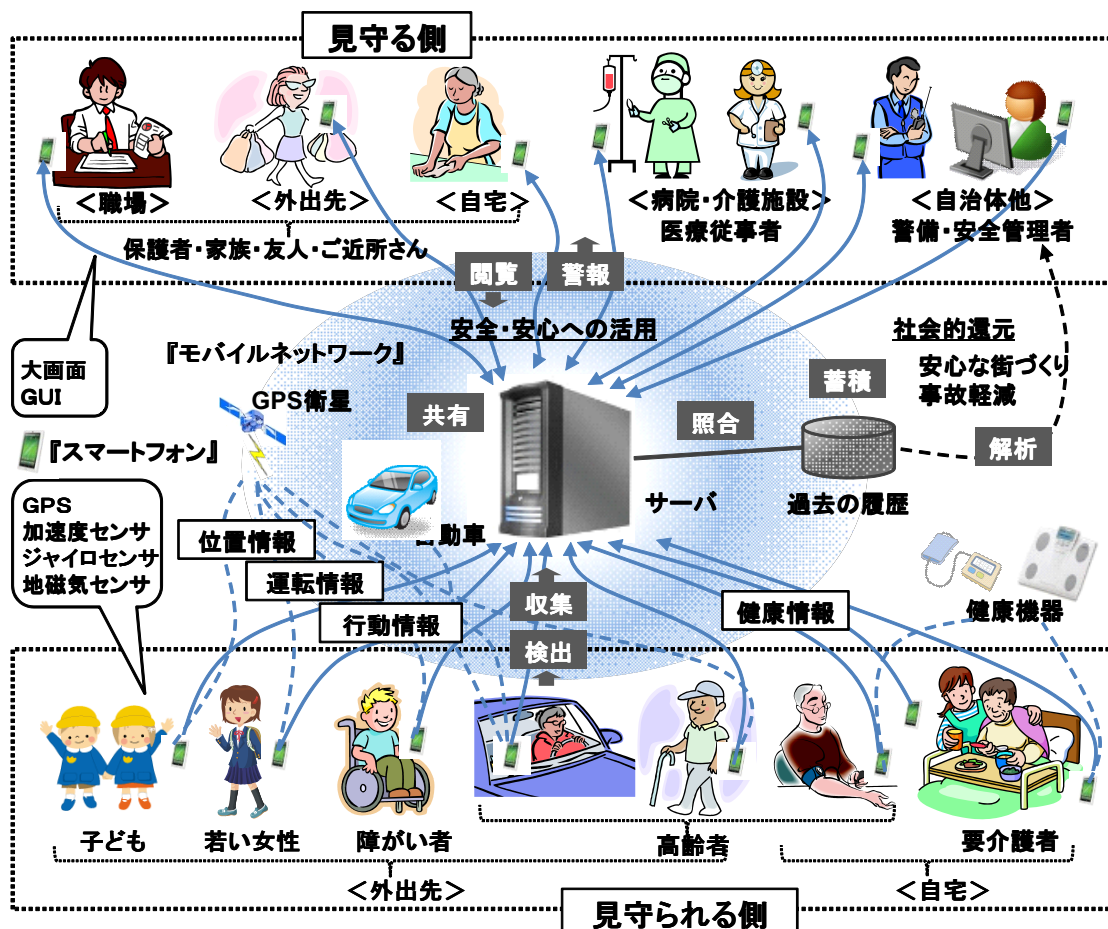 見守る側
＜職場＞
＜外出先＞
＜自宅＞
＜病院・介護施設＞
＜自治体他＞
保護者・家族・友人・ご近所さん
医療従事者
警備・安全管理者
閲覧
警報
安全・安心への活用
社会的還元
安心な街づくり
事故軽減
『モバイルネットワーク』
大画面
GUI
GPS衛星
共有
蓄積
照合
解析
『スマートフォン』
GPS
加速度センサ
ジャイロセンサ
地磁気センサ
サーバ
過去の履歴
動車
位置情報
運転情報
行動情報
収集
検出
健康情報
健康機器
子ども
若い女性
障がい者
高齢者
要介護者
＜外出先＞
＜自宅＞
見守られる側